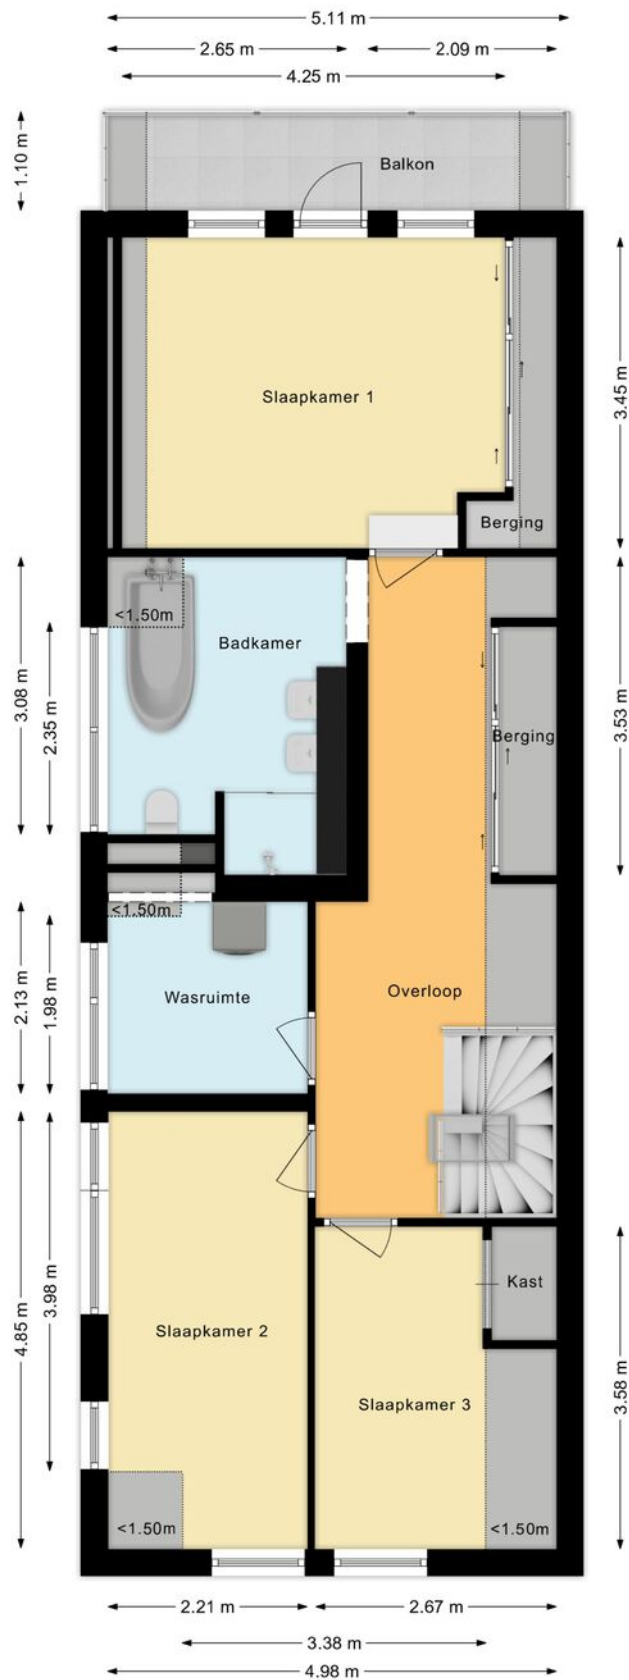 5.11 m
2.65 m
2.09 m
4.25 m
1.10 m
Balkon
3.45 m
Slaapkamer 1
Berging
<1.50m
Badkamer
3.08 m
2.35 m
3.53 m
Berging
<1.50m
2.13 m
1.98 m
Wasruimte
Overloop
Kast
4.85 m
3.98 m
Slaapkamer 2
Slaapkamer 3
3.58 m
<1.50m
<1.50m
2.21 m
2.67 m
3.38 m
4.98 m